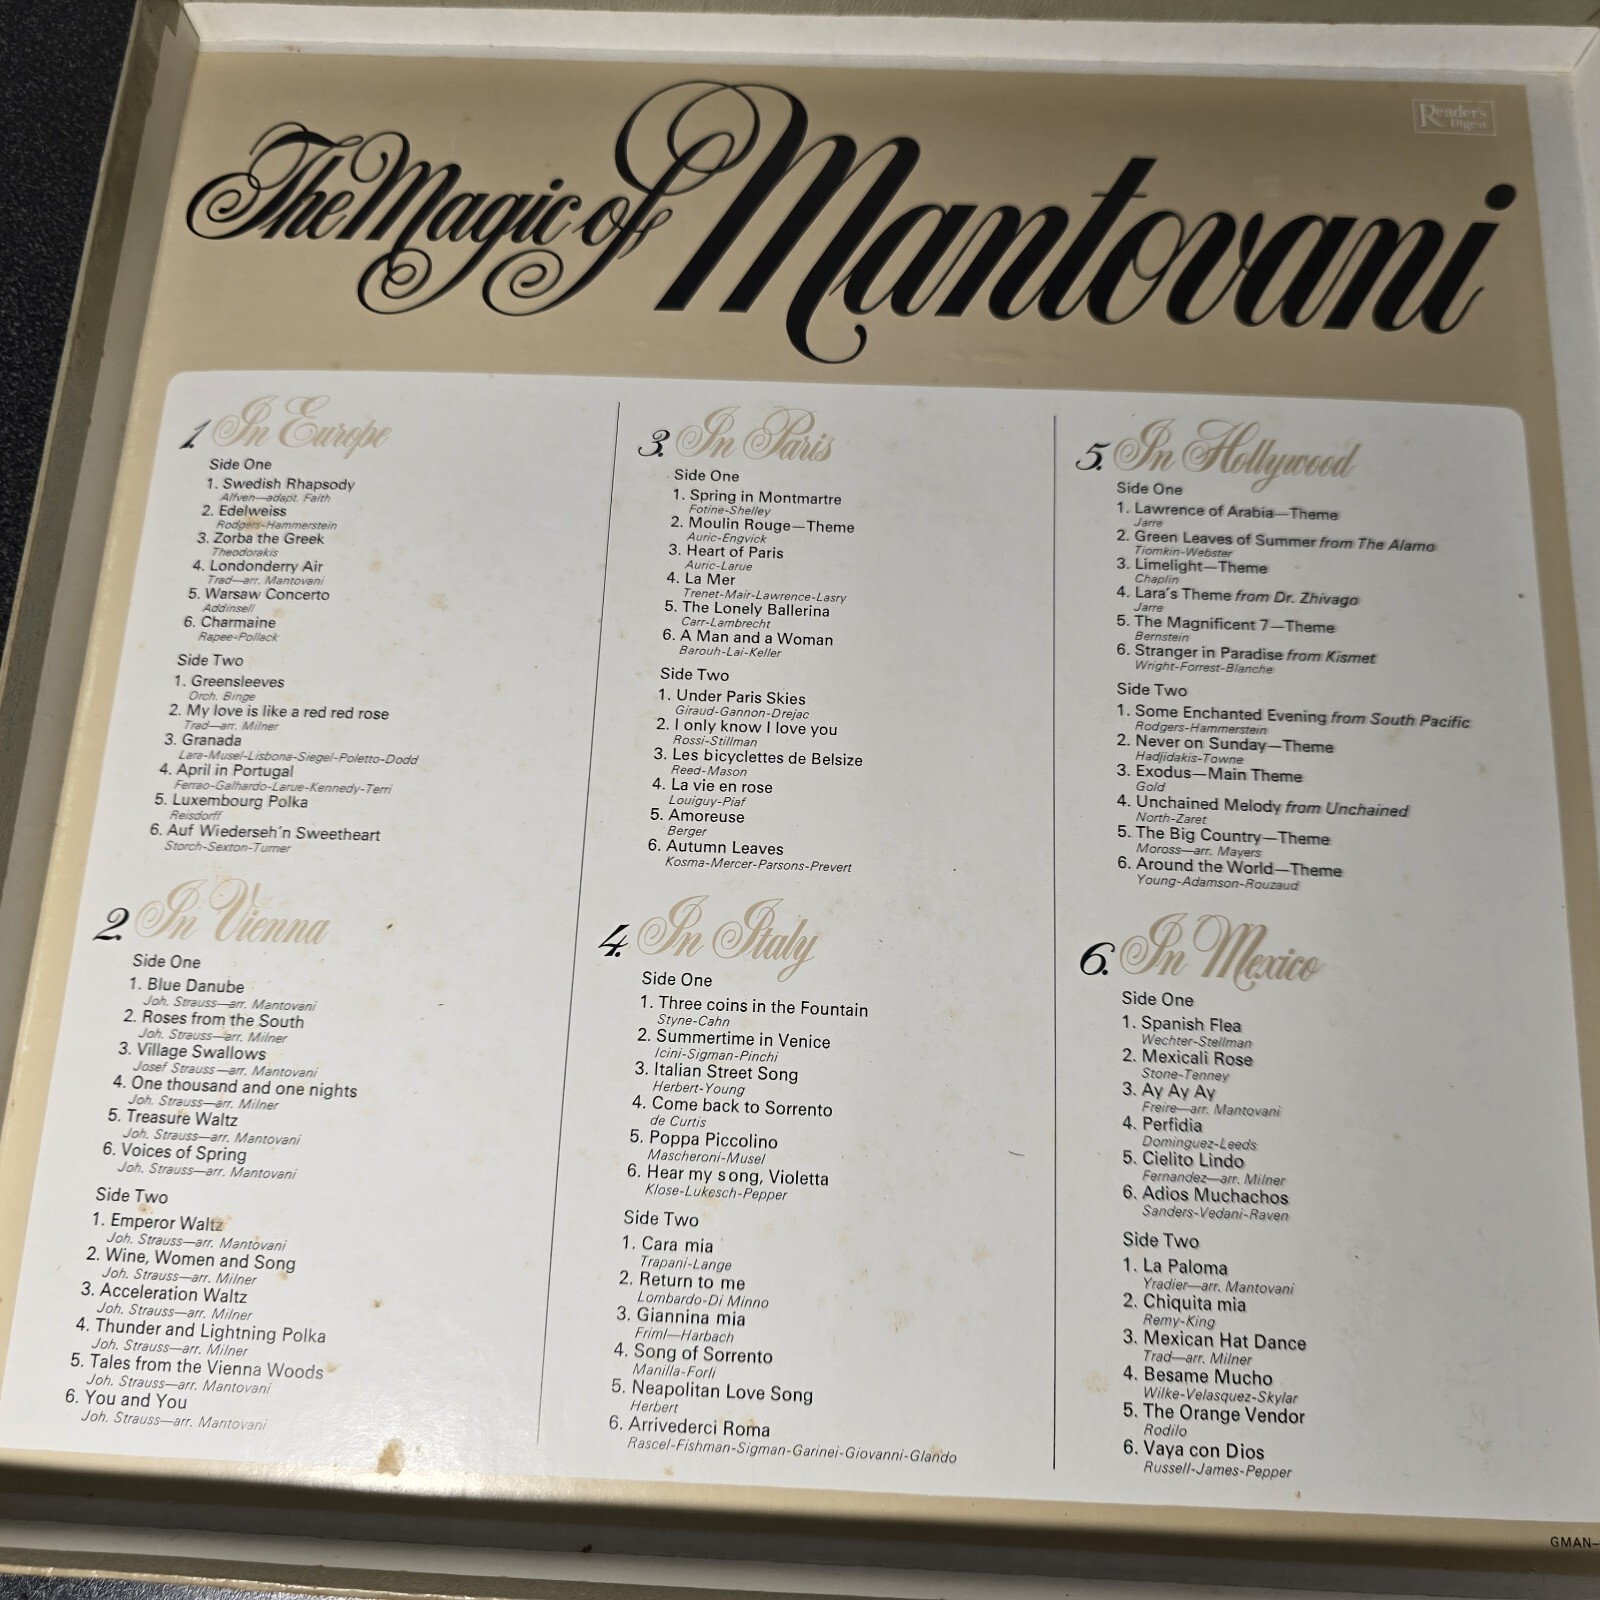 Reader's
Digest
The Magic of Mantovani
1. In Europe
Side One
1. Swedish Rhapsody
Alfven—adapt. Faith
2. Edelweiss
Rodgers-Hammerstein
3. Zorba the Greek
Theodorakis
4. Londonderry Air
Trad—arr. Mantovani
5. Warsaw Concerto
Addinsell
6. Charmaine
Rapee-Pollack
Side Two
1. Greensleeves
Orch. Binge
2. My love is like a red red rose
Trad—arr. Milner
3. Granada
Lara-Musel-Lisbona-Siegel-Poletto-Dodd
4. April in Portugal
Ferrao-Galhardo-Larue-Kennedy-Terri
5. Luxembourg Polka
Reisdorff
6. Auf Wiederseh'n Sweetheart
Storch-Sexton-Turner
2. In Vienna
Side One
1. Blue Danube
Joh. Strauss—arr. Mantovani
2. Roses from the South
Joh. Strauss—arr. Milner
3. Village Swallows
Josef Strauss—arr. Mantovani
4. One thousand and one nights
Joh. Strauss—arr. Milner
5. Treasure Waltz
Joh. Strauss—arr. Mantovani
6. Voices of Spring
Joh. Strauss—arr. Mantovani
Side Two
1. Emperor Waltz
Joh. Strauss—arr. Mantovani
2. Wine, Women and Song
Joh. Strauss—arr. Milner
3. Acceleration Waltz
Joh. Strauss—arr. Milner
4. Thunder and Lightning Polka
Joh. Strauss—arr. Milner
5. Tales from the Vienna Woods
Joh. Strauss—arr. Mantovani
6. You and You
Joh. Strauss—arr. Mantovani
3. In Paris
Side One
1. Spring in Montmartre
Fotine-Shelley
2. Moulin Rouge—Theme
Auric-Engvick
3. Heart of Paris
Auric-Larue
4. La Mer
Trenet-Mair-Lawrence-Lasry
5. The Lonely Ballerina
Carr-Lambrecht
6. A Man and a Woman
Barouh-Lai-Keller
Side Two
1. Under Paris Skies
Giraud-Gannon-Drejac
2. I only know I love you
Rossi-Stillman
3. Les bicyclettes de Belsize
Reed-Mason
4. La vie en rose
Louiguy-Piaf
5. Amoreuse
Berger
6. Autumn Leaves
Kosma-Mercer-Parsons-Prevert
4. In Italy
Side One
1. Three coins in the Fountain
Styne-Cahn
2. Summertime in Venice
Icini-Sigman-Pinchi
3. Italian Street Song
Herbert-Young
4. Come back to Sorrento
de Curtis
5. Poppa Piccolino
Mascheroni-Musel
6. Hear my song, Violetta
Klose-Lukesch-Pepper
Side Two
1. Cara mia
Trapani-Lange
2. Return to me
Lombardo-Di Minno
3. Giannina mia
Friml—Harbach
4. Song of Sorrento
Manilla-Forli
5. Neapolitan Love Song
Herbert
6. Arrivederci Roma
Rascel-Fishman-Sigman-Garinei-Giovanni-Glando
5. In Hollywood
Side One
1. Lawrence of Arabia—Theme
Jarre
2. Green Leaves of Summer from The Alamo
Tiomkin-Webster
3. Limelight—Theme
Chaplin
4. Lara's Theme from Dr. Zhivago
Jarre
5. The Magnificent 7—Theme
Bernstein
6. Stranger in Paradise from Kismet
Wright-Forrest-Blanche
Side Two
1. Some Enchanted Evening from South Pacific
Rodgers-Hammerstein
2. Never on Sunday—Theme
Hadjidakis-Towne
3. Exodus—Main Theme
Gold
4. Unchained Melody from Unchained
North-Zaret
5. The Big Country—Theme
Moross—arr. Mayers
6. Around the World—Theme
Young-Adamson-Rouzaud
6. In Mexico
Side One
1. Spanish Flea
Wechter-Stellman
2. Mexicali Rose
Stone-Tenney
3. Ay Ay Ay
Freire—arr. Mantovani
4. Perfidia
Dominguez-Leeds
5. Cielito Lindo
Fernandez—arr. Milner
6. Adios Muchachos
Sanders-Vedani-Raven
Side Two
1. La Paloma
Yradier—arr. Mantovani
2. Chiquita mia
Remy-King
3. Mexican Hat Dance
Trad—arr. Milner
4. Besame Mucho
Wilke-Velasquez-Skylar
5. The Orange Vendor
Rodilo
6. Vaya con Dios
Russell-James-Pepper
GMAN-